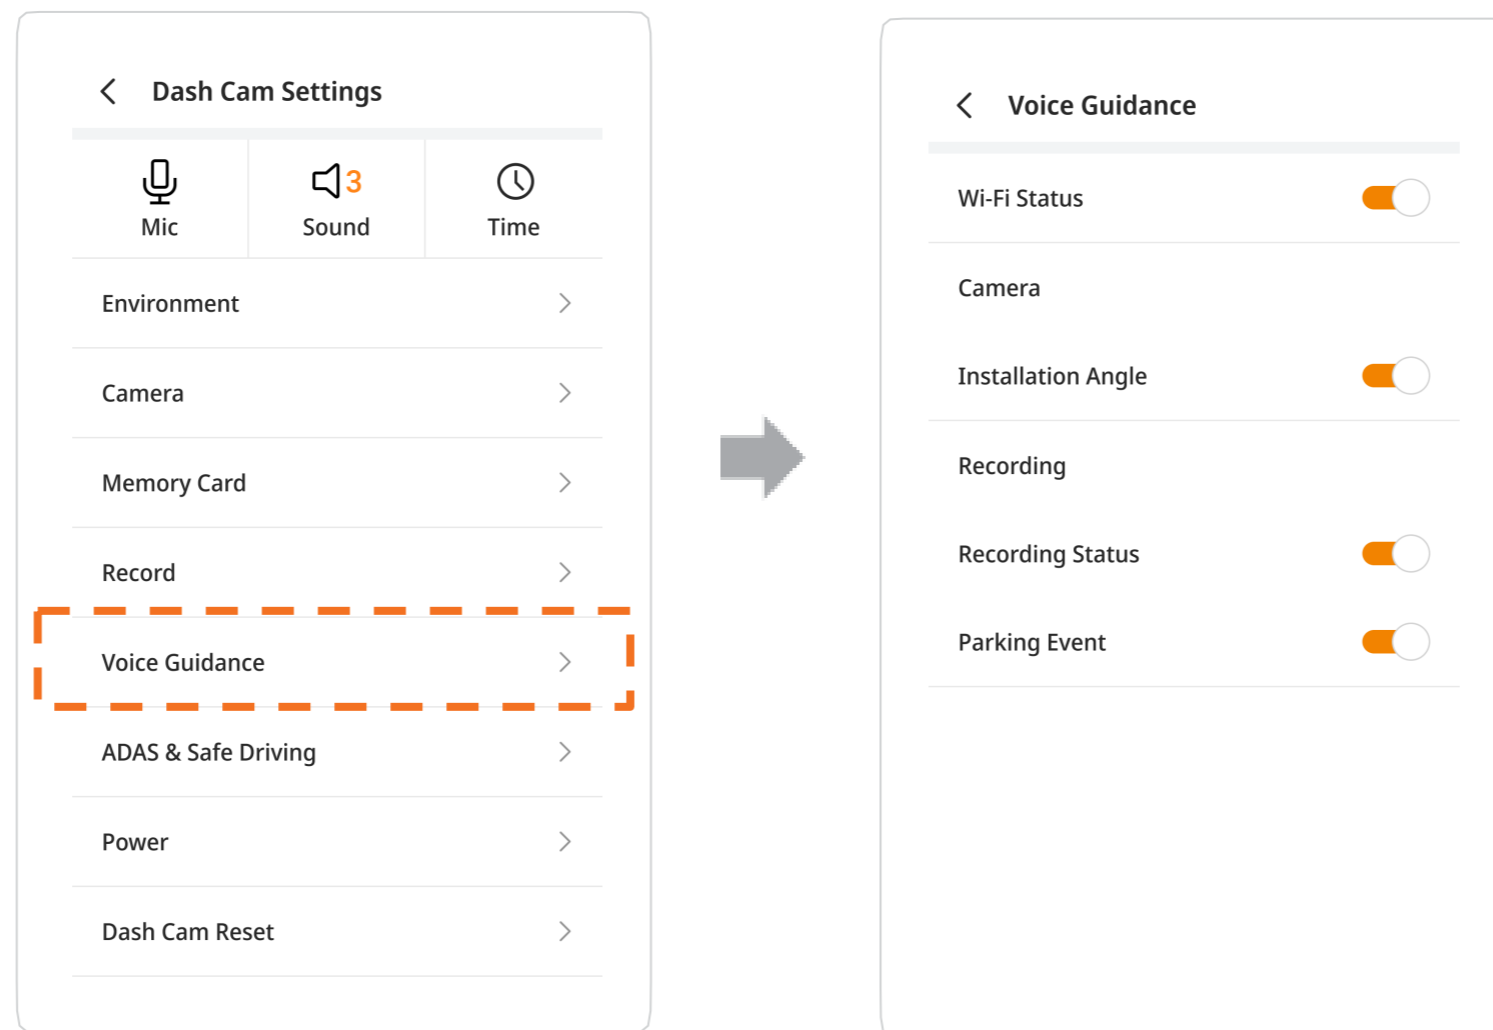 Dash Cam Settings
Mic
3
Sound
Time
Environment
Camera
Memory Card
Record
Voice Guidance
ADAS & Safe Driving
Power
Dash Cam Reset
Voice Guidance
Wi-Fi Status
Camera
Installation Angle
Recording
Recording Status
Parking Event